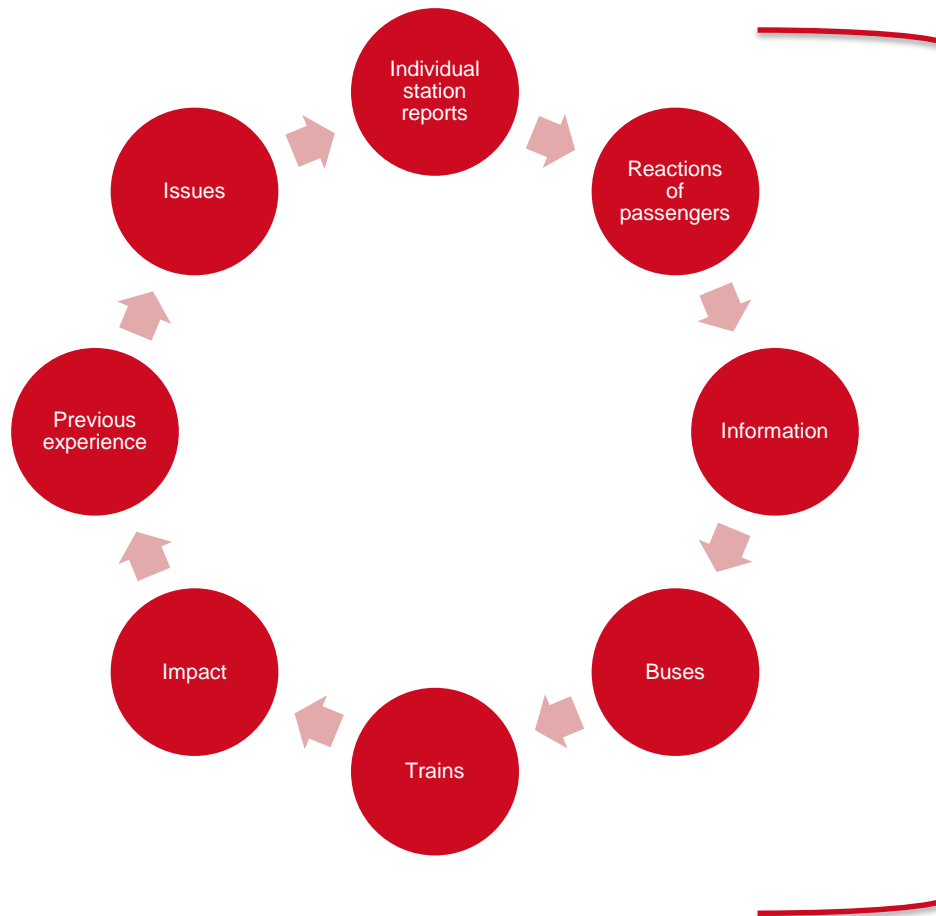 Individual
station
reports
Reactions
of
passengers
Information
Buses
Trains
Impact
Previous
experience
Issues